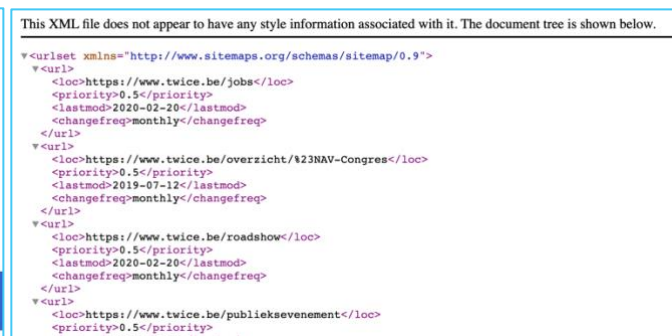 This XML file does not appear to have any style information associated with it. The document tree is shown below.
▼<urlset xmlns="http://www.sitemaps.org/schemas/sitemap/0.9">
▼<url>
<loc>https://www.twice.be/jobs</loc>
<priority>0.5</priority>
<lastmod>2020-02-20</lastmod>
<changefreq>monthly</changefreq>
</url>
▼<url>
<loc>https://www.twice.be/overzicht/%23NAV-Congres</loc>
<priority>0.5</priority>
<lastmod>2019-07-12</lastmod>
<changefreq>monthly</changefreq>
</url>
▼<url>
<loc>https://www.twice.be/roadshow</loc>
<priority>0.5</priority>
<lastmod>2020-02-20</lastmod>
<changefreq>monthly</changefreq>
</url>
▼<url>
<loc>https://www.twice.be/publieksevenement</loc>
<priority>0.5</priority>